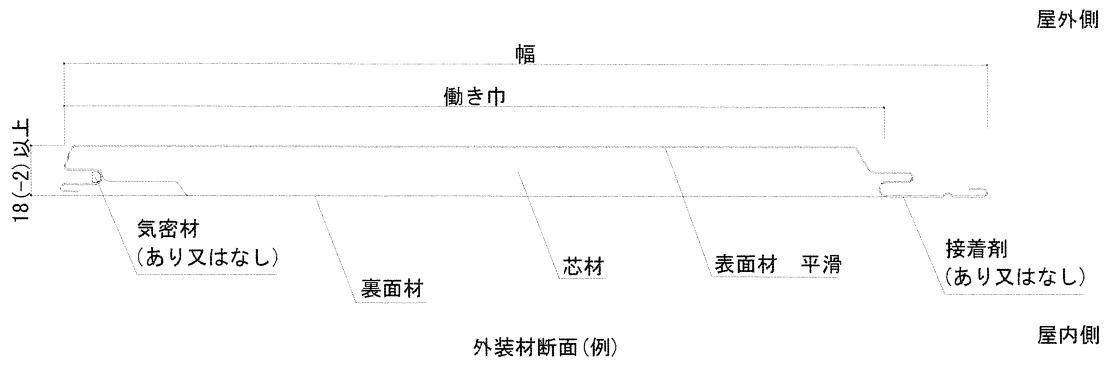 屋外側
幅
働き巾
18(-2)以上
気密材
(あり又はなし)
裏面材
芯材
表面材　平滑
接着剤
(あり又はなし)
屋内側
外装材断面(例)